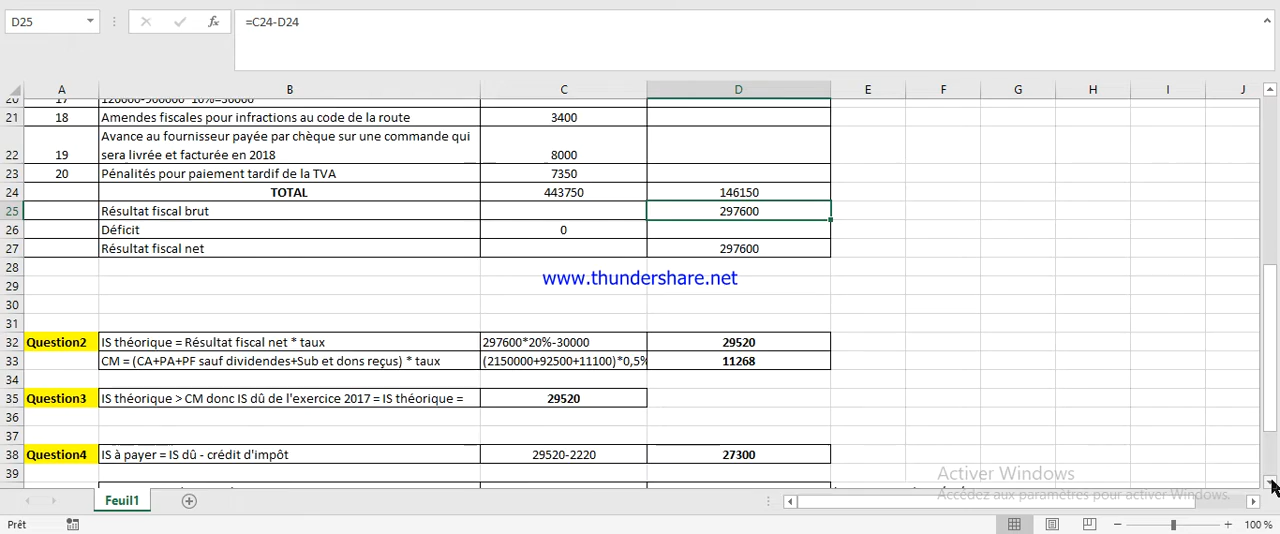 D25 fx =C24-D24
A B C D E F G H I J
20 17
21 18 Amendes fiscales pour infractions au code de la route 3400
Avance au fournisseur payée par chèque sur une commande qui
22 19 sera livrée et facturée en 2018 8000
23 20 Pénalités pour paiement tardif de la TVA 7350
24 TOTAL 443750 146150
25 Résultat fiscal brut 297600
26 Déficit 0
27 Résultat fiscal net 297600
28
www.thundershare.net
29
30
31
32 Question2 IS théorique = Résultat fiscal net * taux 297600*20%-30000 29520
33 CM = (CA+PA+PF sauf dividendes+Sub et dons reçus) * taux (2150000+92500+11100)*0,5% 11268
34
35 Question3 IS théorique > CM donc IS dû de l'exercice 2017 = IS théorique = 29520
36
37
38 Question4 IS à payer = IS dû - crédit d'impôt 29520-2220 27300
39
Activer Windows
Accédez aux paramètres pour activer Windows.
Feuil1
Prêt 100 %